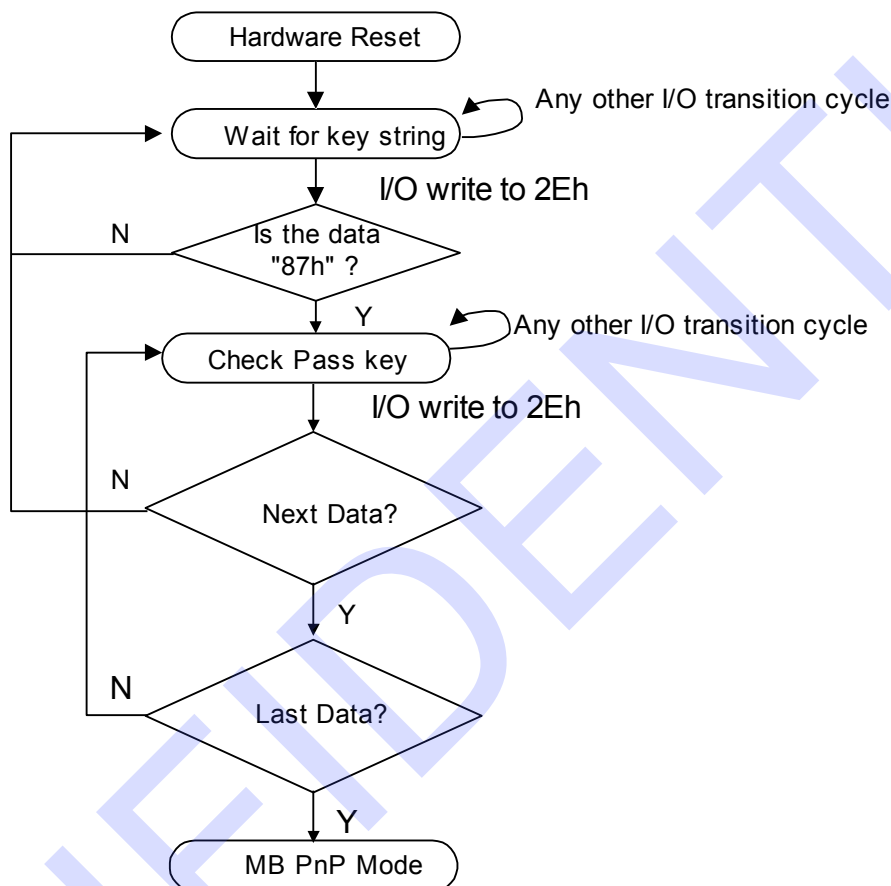 Hardware Reset
Any other I/O transition cycle
Wait for key string
I/O write to 2Eh
N
Is the data
"87h" ?
Y
Any other I/O transition cycle
Check Pass key
I/O write to 2Eh
N
Next Data?
Y
N
Last Data?
Y
MB PnP Mode
FIDENT